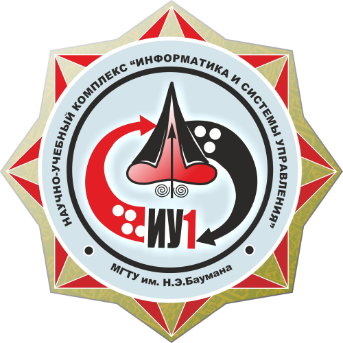 НАУЧНО-УЧЕБНЫЙ КОМПЛЕКС "ИНФОРМАТИКА И СИСТЕМЫ УПРАВЛЕНИЯ"
ИУ1
МГТУ им. Н.Э.Баумана